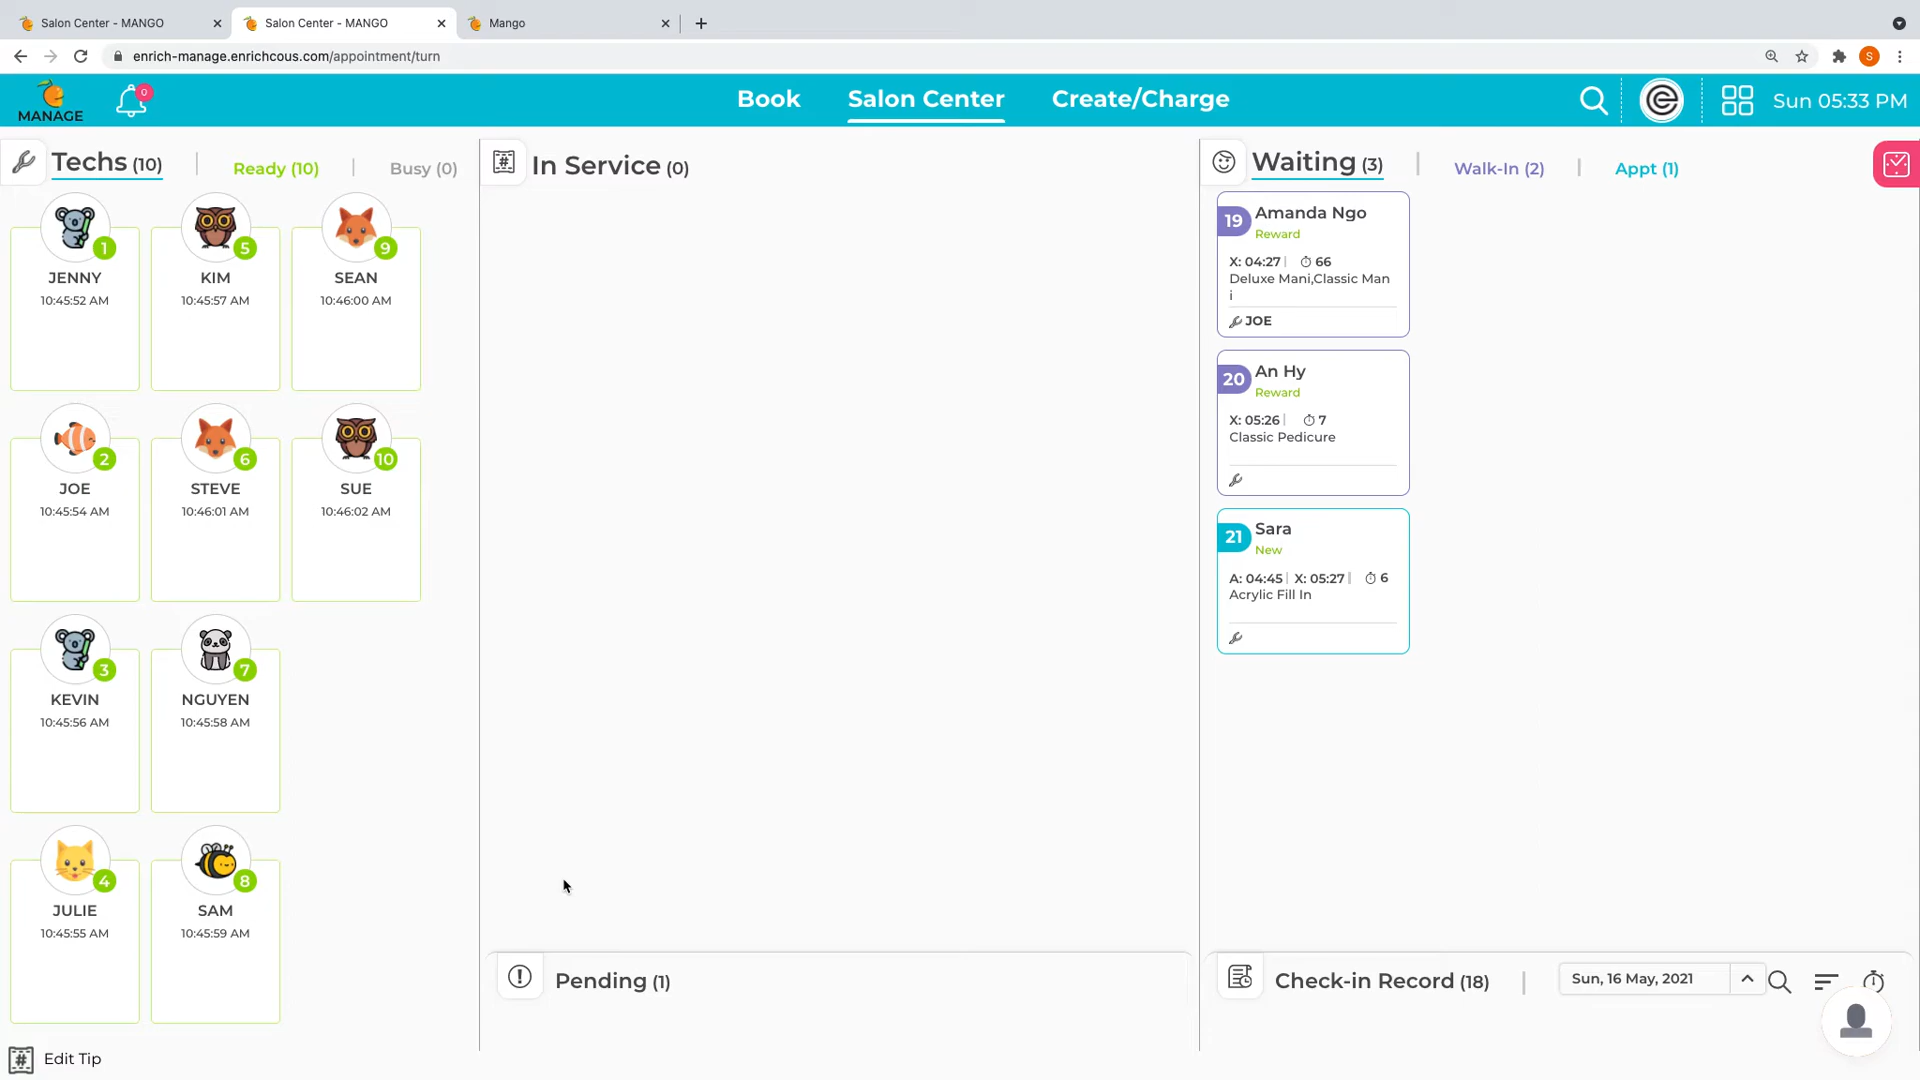 Salon Center - MANGO
Salon Center - MANGO
Mango
enrich-manage.enrichcous.com/appointment/turn
S
MANAGE
0
Book
Salon Center
Create/Charge
Sun 05:33 PM
Techs (10)
Ready (10)
Busy (0)
In Service (0)
Waiting (3)
Walk-In (2)
Appt (1)
1
JENNY
10:45:52 AM
5
KIM
10:45:57 AM
9
SEAN
10:46:00 AM
2
JOE
10:45:54 AM
6
STEVE
10:46:01 AM
10
SUE
10:46:02 AM
3
KEVIN
10:45:56 AM
7
NGUYEN
10:45:58 AM
4
JULIE
10:45:55 AM
8
SAM
10:45:59 AM
19
Amanda Ngo
Reward
X: 04:27 | 66
Deluxe Mani,Classic Man
i
JOE
20
An Hy
Reward
X: 05:26 | 7
Classic Pedicure
21
Sara
New
A: 04:45 | X: 05:27 | 6
Acrylic Fill In
Pending (1)
Check-in Record (18)
Sun, 16 May, 2021
# Edit Tip